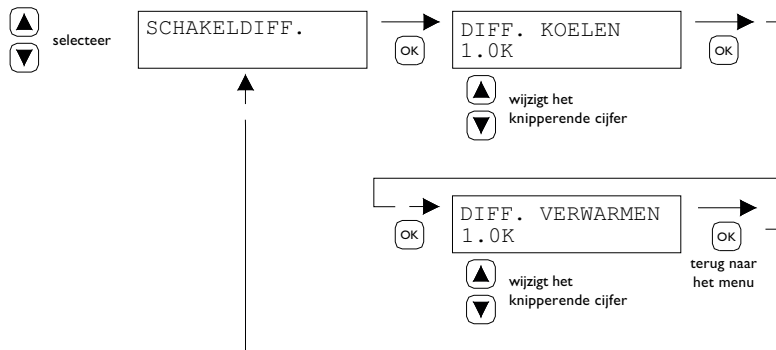 selecteer
SCHAKELDIFF.
OK
DIFF. KOELEN
1.0K
OK
wijzigt het
knipperende cijfer
OK
DIFF. VERWARMEN
1.0K
OK
terug naar
het menu
wijzigt het
knipperende cijfer